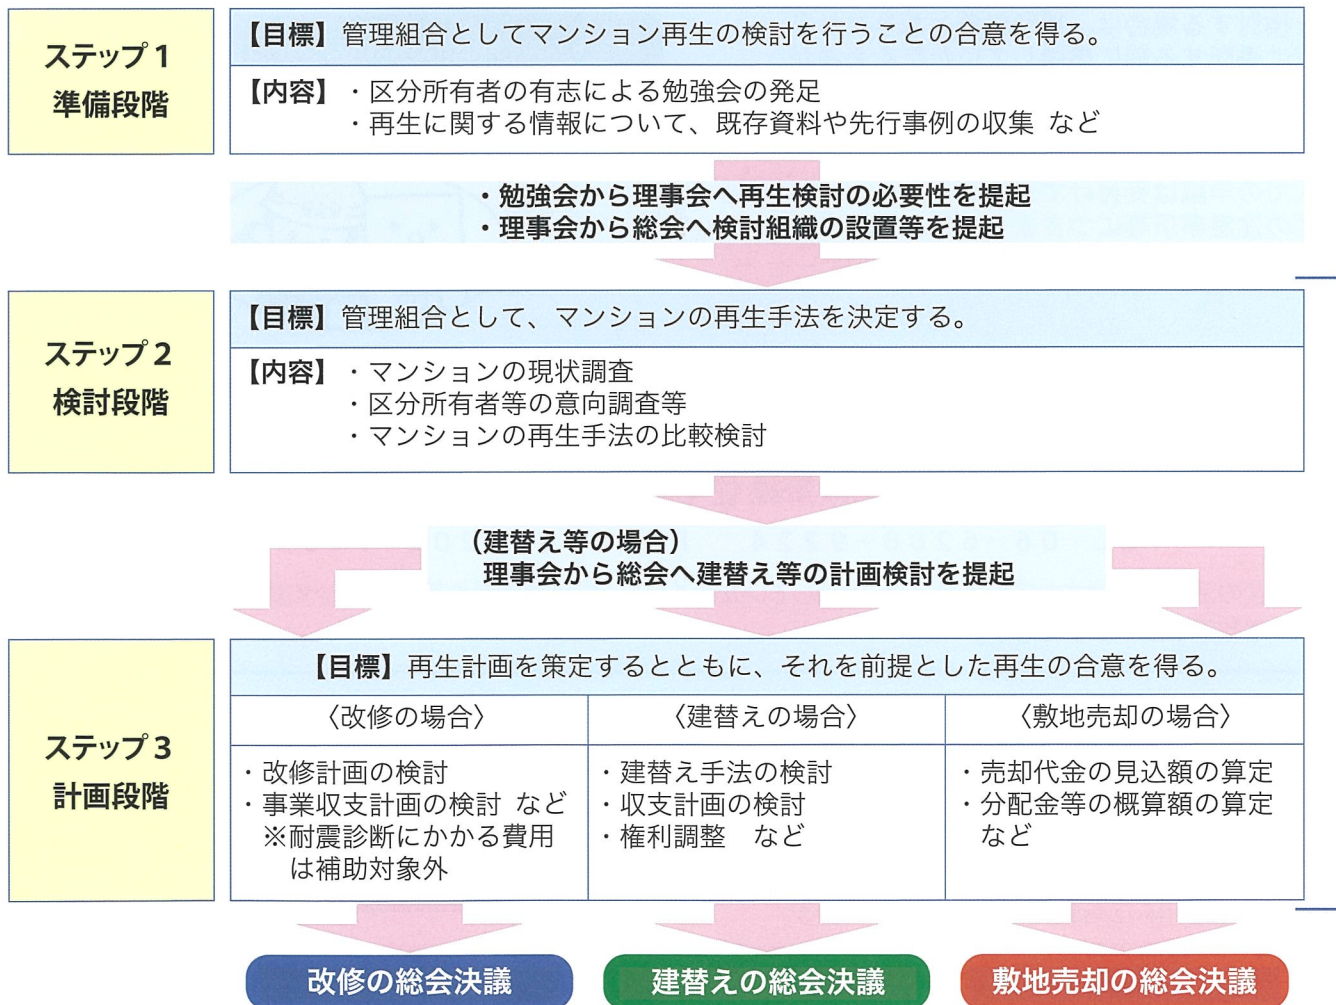 ステップ1
準備段階
【目標】管理組合としてマンション再生の検討を行うことの合意を得る。
【内容】・区分所有者の有志による勉強会の発足
・再生に関する情報について、既存資料や先行事例の収集 など
・勉強会から理事会へ再生検討の必要性を提起
・理事会から総会へ検討組織の設置等を提起
ステップ2
検討段階
【目標】管理組合として、マンションの再生手法を決定する。
【内容】・マンションの現状調査
・区分所有者等の意向調査等
・マンションの再生手法の比較検討
(建替え等の場合)
理事会から総会へ建替え等の計画検討を提起
ステップ3
計画段階
【目標】再生計画を策定するとともに、それを前提とした再生の合意を得る。
〈改修の場合〉
・改修計画の検討
・事業収支計画の検討 など
※耐震診断にかかる費用
は補助対象外
〈建替えの場合〉
・建替え手法の検討
・収支計画の検討
・権利調整 など
〈敷地売却の場合〉
・売却代金の見込額の算定
・分配金等の概算額の算定
など
改修の総会決議
建替えの総会決議
敷地売却の総会決議